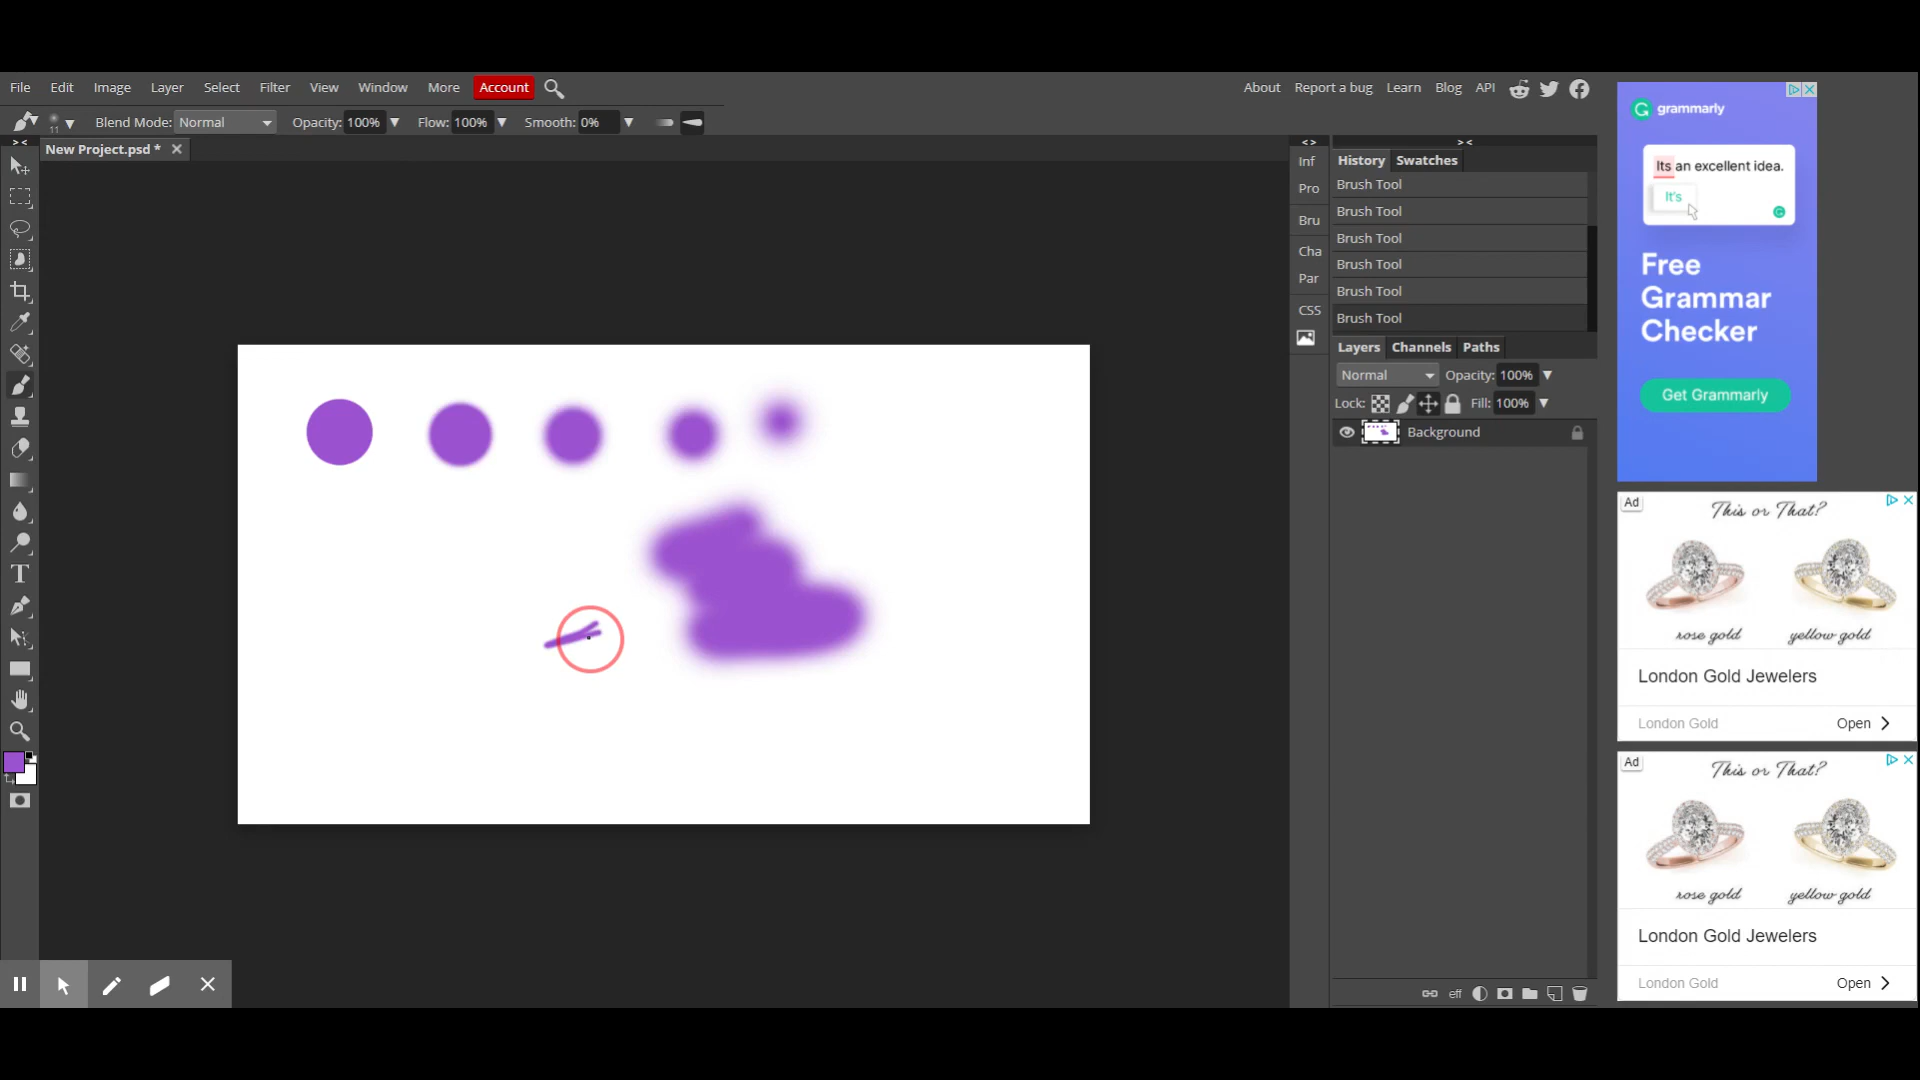 File Edit Image Layer Select Filter View Window More Account
About Report a bug Learn Blog API
11 Blend Mode: Normal Opacity: 100% Flow: 100% Smooth: 0%
New Project.psd *
Inf
Pro
Bru
Cha
Par
CSS
History Swatches
Brush Tool
Brush Tool
Brush Tool
Brush Tool
Brush Tool
Brush Tool
Layers Channels Paths
Normal Opacity: 100%
Lock: Fill: 100%
Background
eff
grammarly
Its an excellent idea.
It's
Free
Grammar
Checker
Get Grammarly
Ad
This or That?
rose gold yellow gold
London Gold Jewelers
London Gold Open
Ad
This or That?
rose gold yellow gold
London Gold Jewelers
London Gold Open